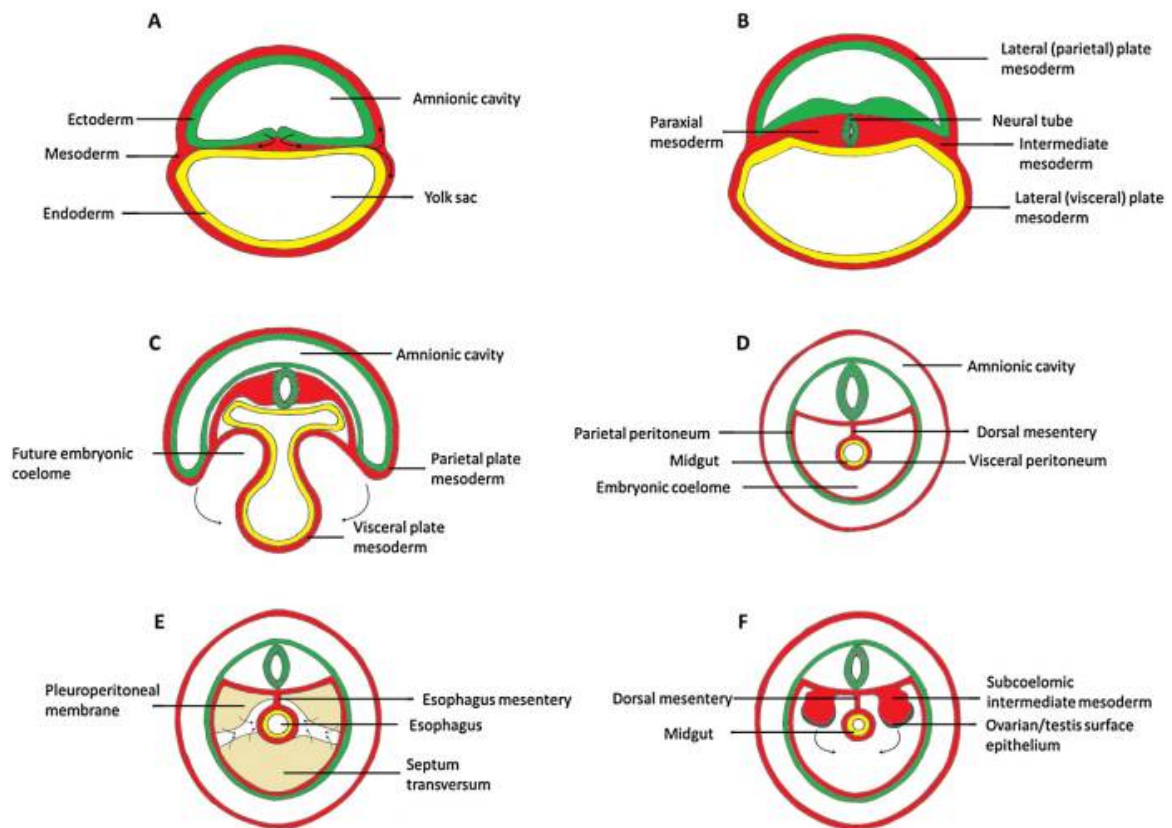 A
Ectoderm
Mesoderm
Endoderm
Amnionic cavity
Yolk sac
B
Paraxial
mesoderm
Lateral (parietal) plate
mesoderm
Neural tube
Intermediate
mesoderm
Lateral (visceral) plate
mesoderm
C
Future embryonic
coelome
Amnionic cavity
Parietal plate
mesoderm
Visceral plate
mesoderm
D
Parietal peritoneum
Midgut
Embryonic coelome
Amnionic cavity
Dorsal mesentery
Visceral peritoneum
E
Pleuroperitoneal
membrane
Esophagus mesentery
Esophagus
Septum
transversum
F
Dorsal mesentery
Midgut
Subcoelomic
intermediate mesoderm
Ovarian/testis surface
epithelium